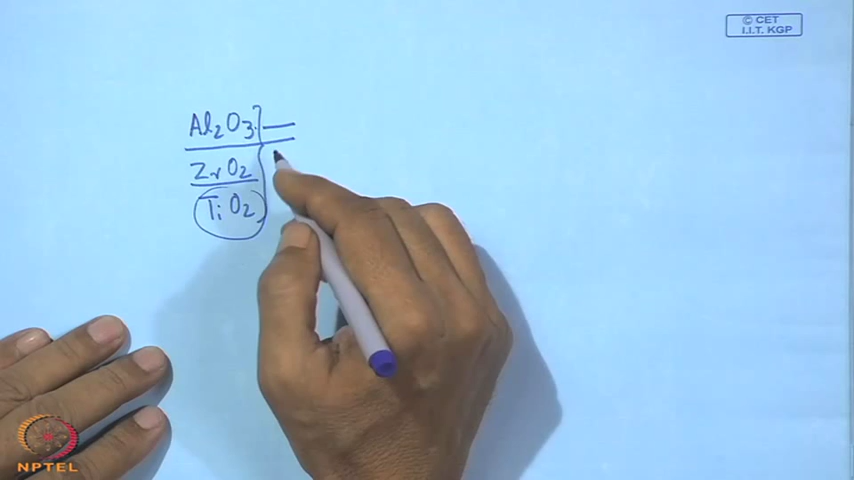 © CET
I.I.T. KGP
Al2O3
ZrO2
TiO2
NPTEL